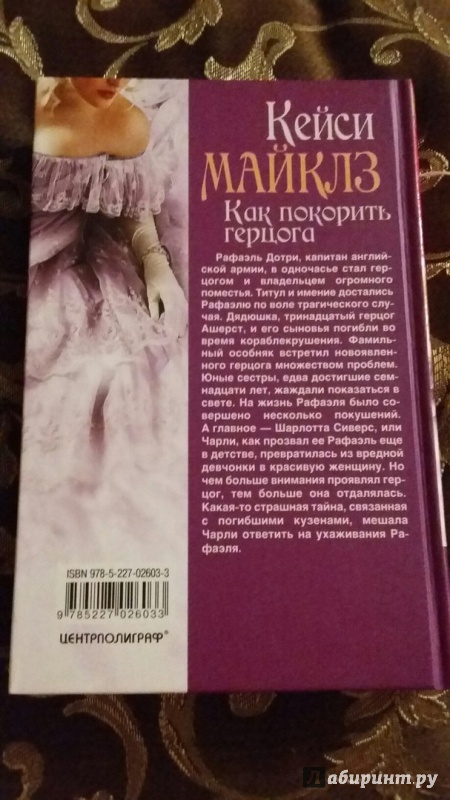 Кейси
МАЙКЛЗ
Как покорить
герцога
Рафаэль Дотри, капитан англий-
ской армии, в одночасье стал гер-
цогом и владельцем огромного
поместья. Титул и имение достались
Рафаэлю по воле трагического слу-
чая. Дядюшка, тринадцатый герцог
Ашерст, и его сыновья погибли во
время кораблекрушения. Фамиль-
ный особняк встретил новоявлен-
ного герцога множеством проблем.
Юные сестры, едва достигшие сем-
надцати лет, жаждали показаться в
свете. На жизнь Рафаэля было со-
вершено несколько покушений.
А главное — Шарлотта Сиверс, или
Чарли, как прозвал ее Рафаэль еще
в детстве, превратилась из вредной
девчонки в красивую женщину. Но
чем больше внимания проявлял гер-
цог, тем больше она отдалялась.
Какая-то страшная тайна, связанная
с погибшими кузенами, мешала
Чарли ответить на ухаживания Ра-
фаэля.
ISBN 978-5-227-02603-3
9 785227 026033
ЦЕНТРПОЛИГРАФ®
Лабиринт.ру